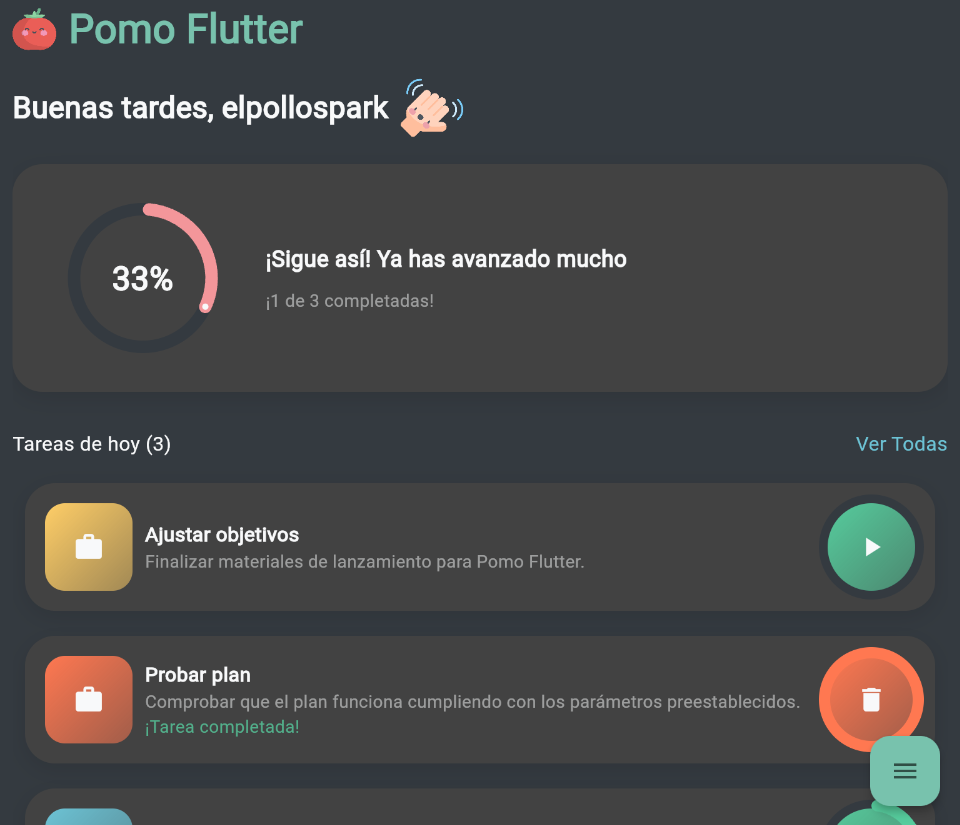 Pomo Flutter
Buenas tardes, elpollospark
33%
¡Sigue así! Ya has avanzado mucho
¡1 de 3 completadas!
Tareas de hoy (3)
Ver Todas
Ajustar objetivos
Finalizar materiales de lanzamiento para Pomo Flutter.
Probar plan
Comprobar que el plan funciona cumpliendo con los parámetros preestablecidos.
¡Tarea completada!